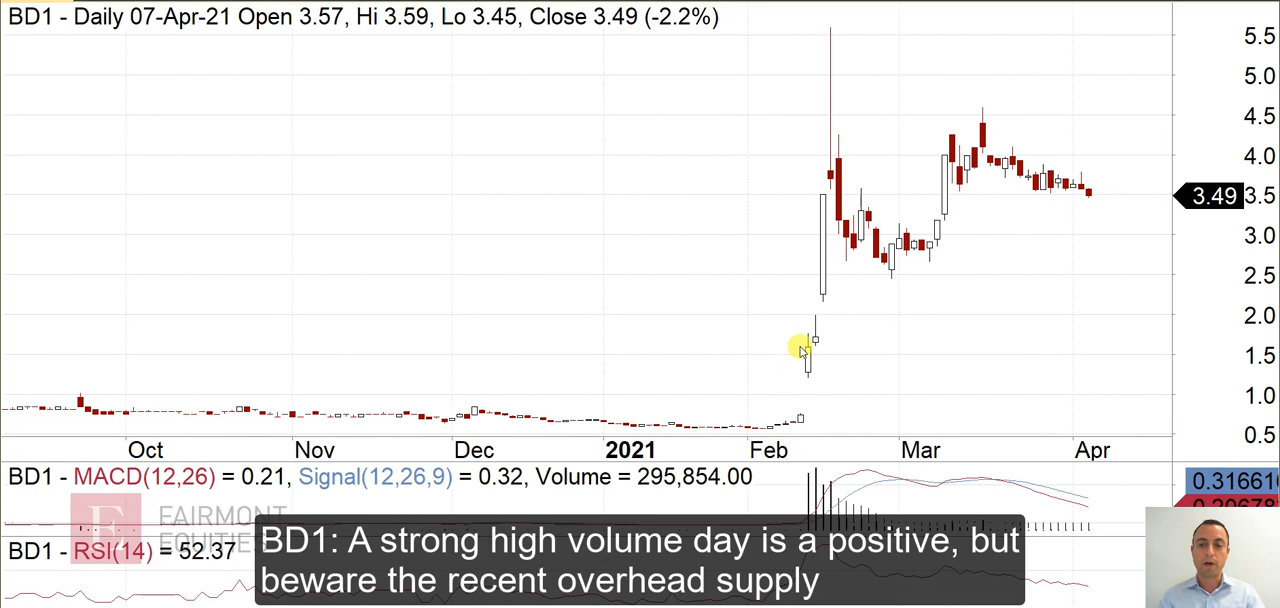 BD1 - Daily 07-Apr-21 Open 3.57, Hi 3.59, Lo 3.45, Close 3.49 (-2.2%)
5.5
5.0
4.5
4.0
3.5
3.49
3.0
2.5
2.0
1.5
1.0
0.5
Oct Nov Dec 2021 Feb Mar Apr
BD1 - MACD(12,26) = 0.21, Signal(12,26,9) = 0.32, Volume = 295,854.00
0.316616
E FAIRMONT
EQUITIES
BD1 - RSI(14) = 52.37
BD1: A strong high volume day is a positive, but
beware the recent overhead supply